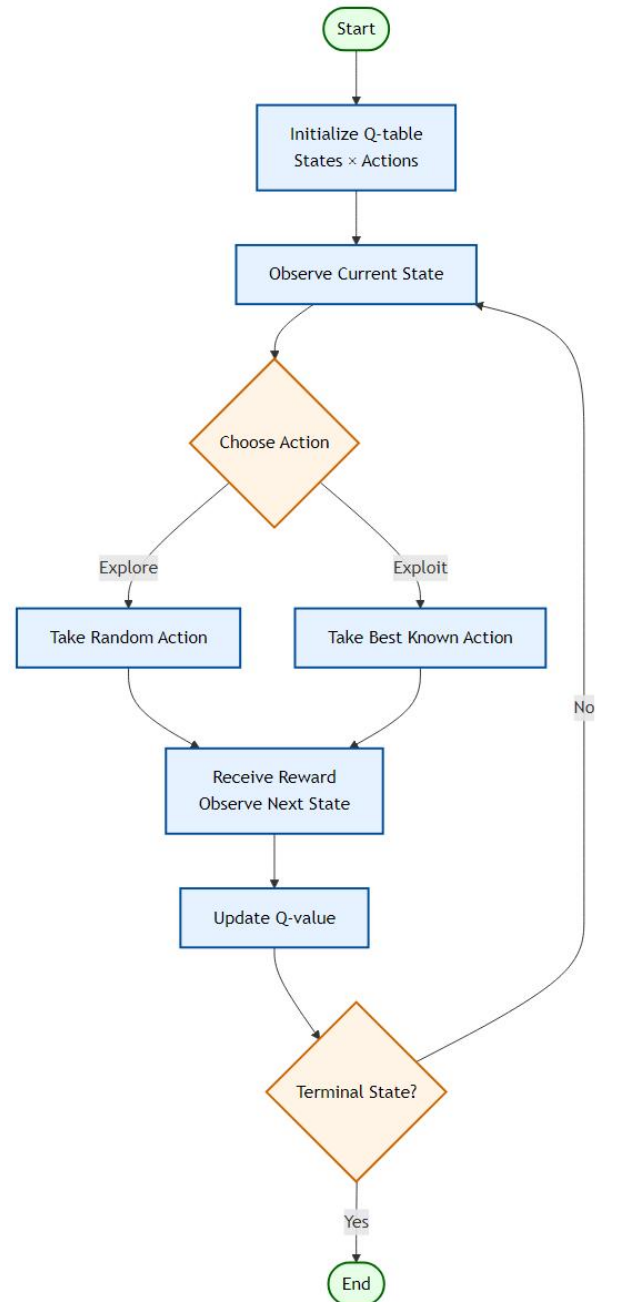 Start
Initialize Q-table
States × Actions
Observe Current State
Choose Action
Explore
Exploit
Take Random Action
Take Best Known Action
No
Receive Reward
Observe Next State
Update Q-value
Terminal State?
Yes
End